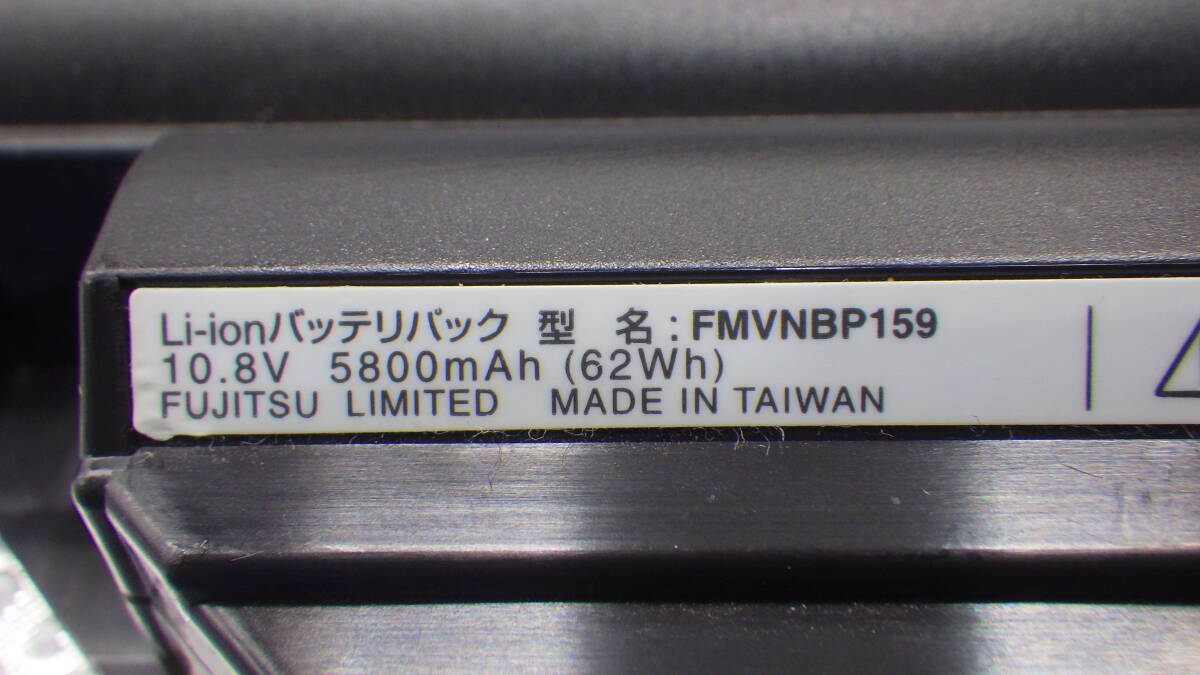 Li-ionバッテリパック 型 名:FMVNBP159
10.8V 5800mAh (62Wh)
FUJITSU LIMITED MADE IN TAIWAN